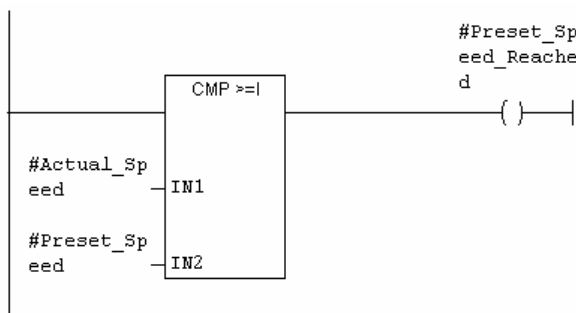 #Preset_Sp
eed_Reache
d
CMP >=I
( )
#Actual_Sp
eed
IN1
#Preset_Sp
eed
IN2